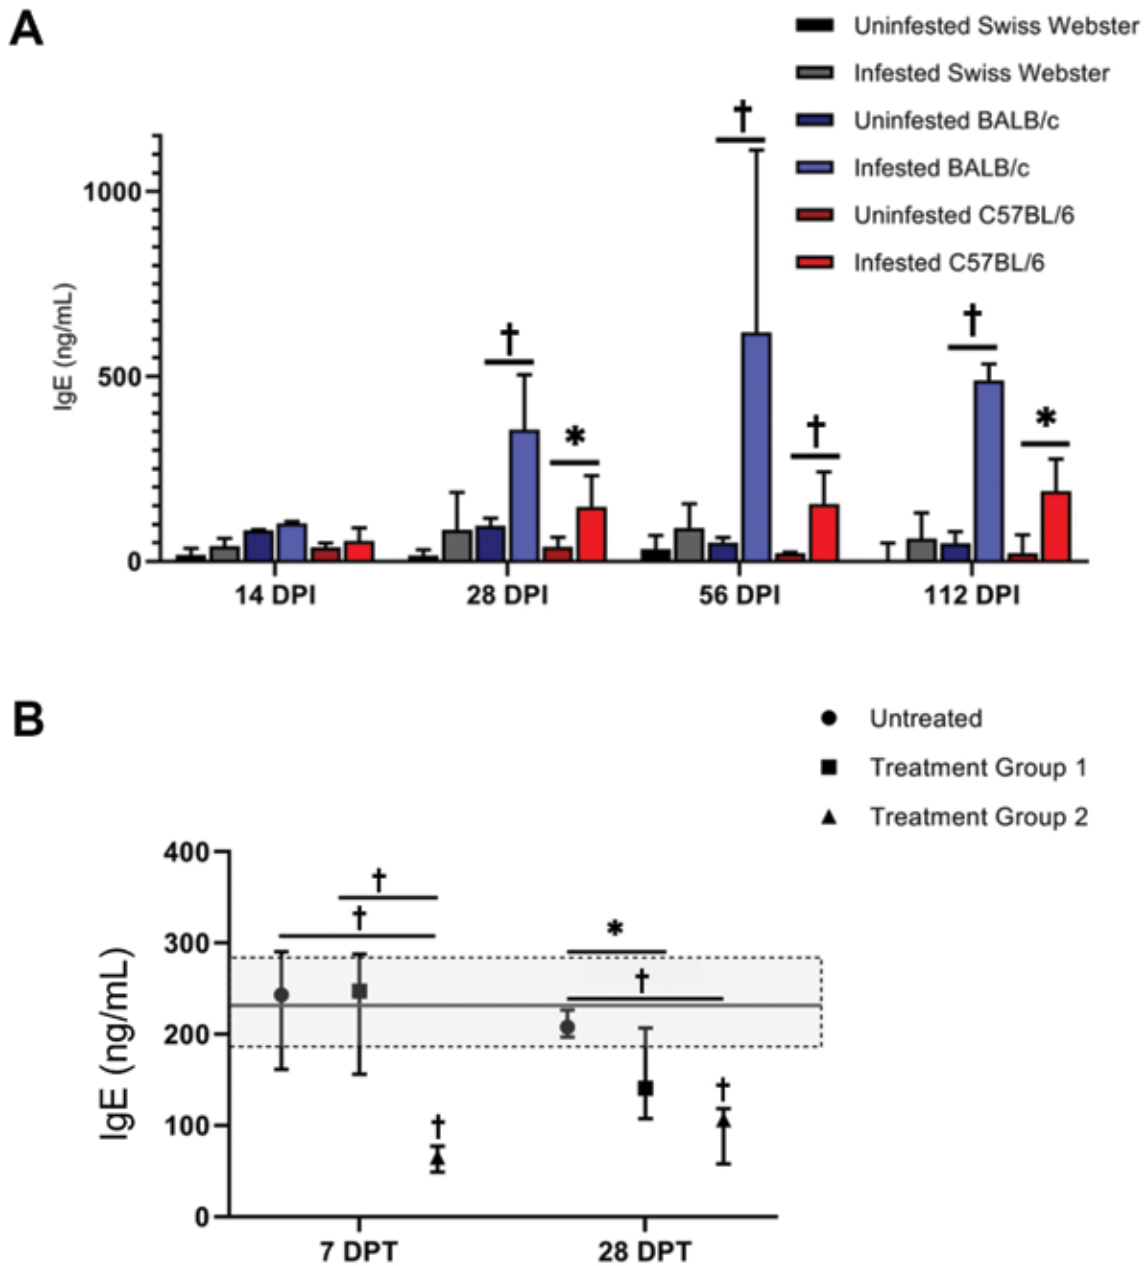 A
Uninfested Swiss Webster
Infested Swiss Webster
Uninfested BALB/c
Infested BALB/c
Uninfested C57BL/6
Infested C57BL/6
IgE (ng/mL)
1000
500
0
†
†
*
†
†
†
*
14 DPI
28 DPI
56 DPI
112 DPI
B
Untreated
Treatment Group 1
Treatment Group 2
IgE (ng/mL)
400
300
200
100
0
†
†
†
*
†
†
7 DPT
28 DPT